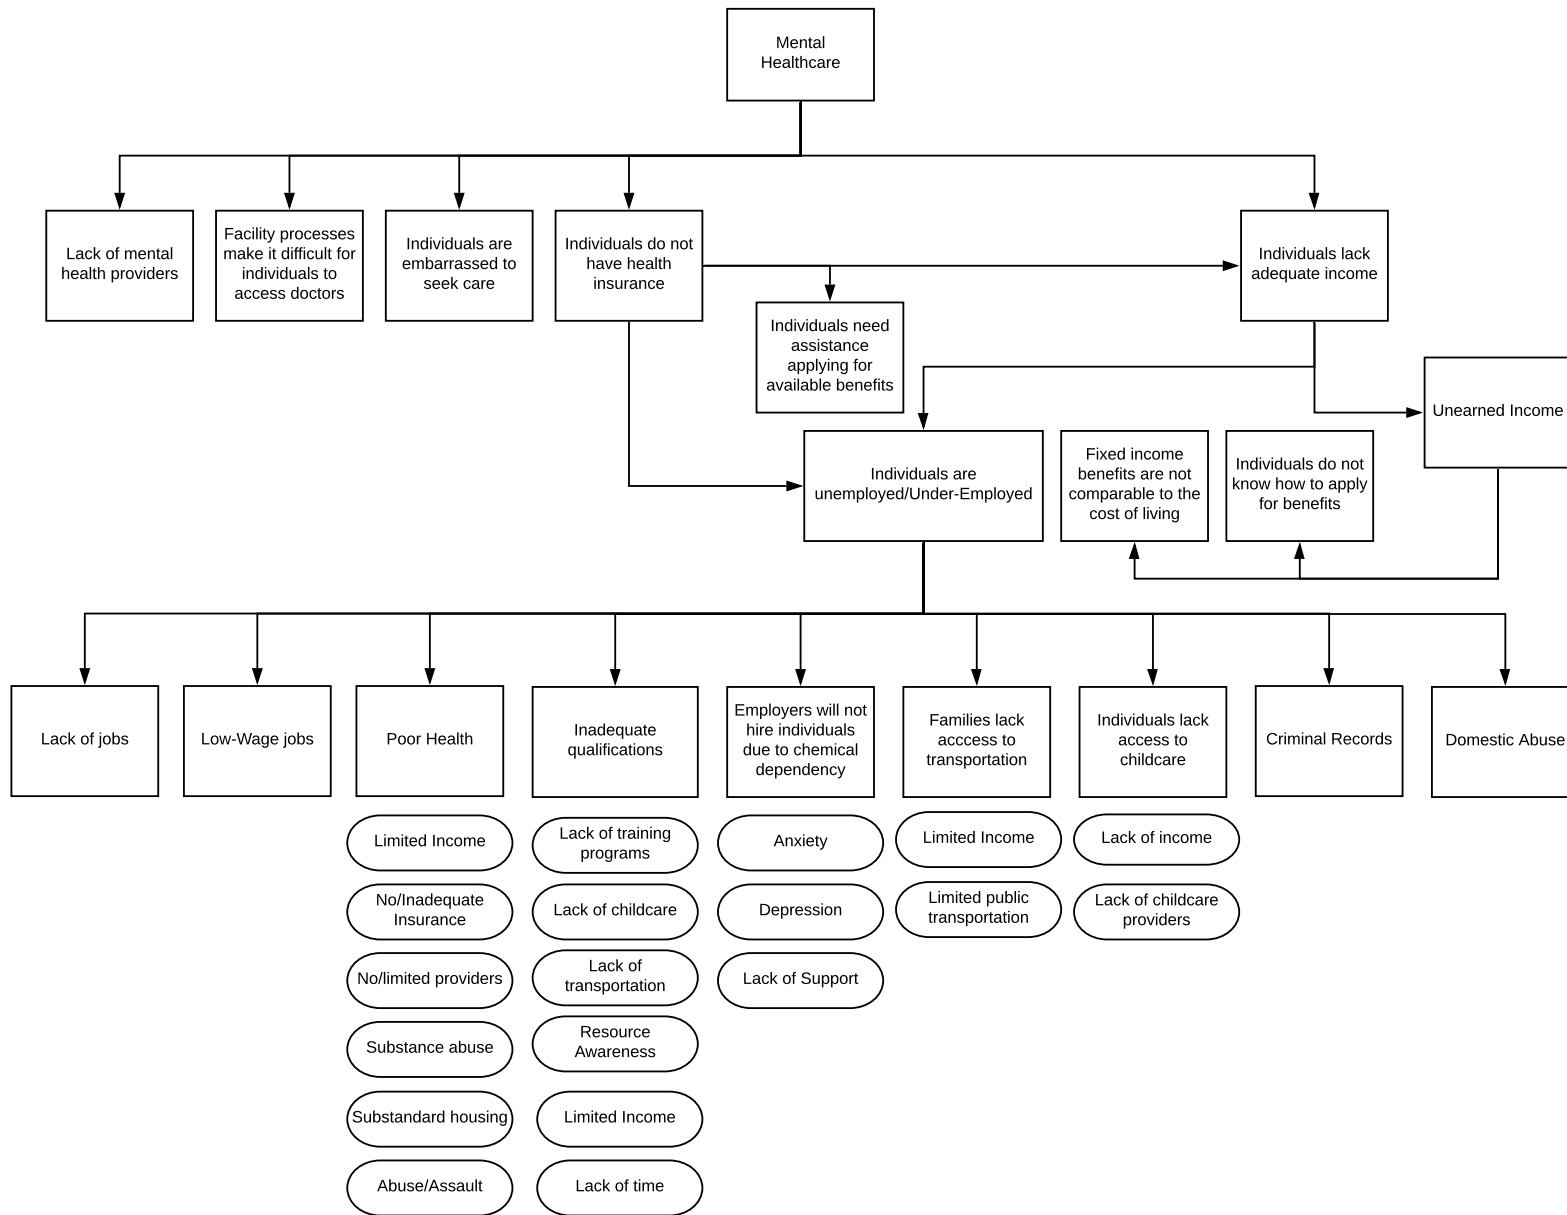 Mental
Healthcare
Lack of mental
health providers
Facility processes
make it difficult for
individuals to
access doctors
Individuals are
embarrassed to
seek care
Individuals do not
have health
insurance
Individuals lack
adequate income
Individuals need
assistance
applying for
available benefits
Unearned Income
Individuals are
unemployed/Under-Employed
Fixed income
benefits are not
comparable to the
cost of living
Individuals do not
know how to apply
for benefits
Lack of jobs
Low-Wage jobs
Poor Health
Inadequate
qualifications
Employers will not
hire individuals
due to chemical
dependency
Families lack
acccess to
transportation
Individuals lack
access to
childcare
Criminal Records
Domestic Abuse
Limited Income
No/Inadequate
Insurance
No/limited providers
Substance abuse
Substandard housing
Abuse/Assault
Lack of training
programs
Lack of childcare
Lack of
transportation
Resource
Awareness
Limited Income
Lack of time
Anxiety
Depression
Lack of Support
Limited Income
Limited public
transportation
Lack of income
Lack of childcare
providers